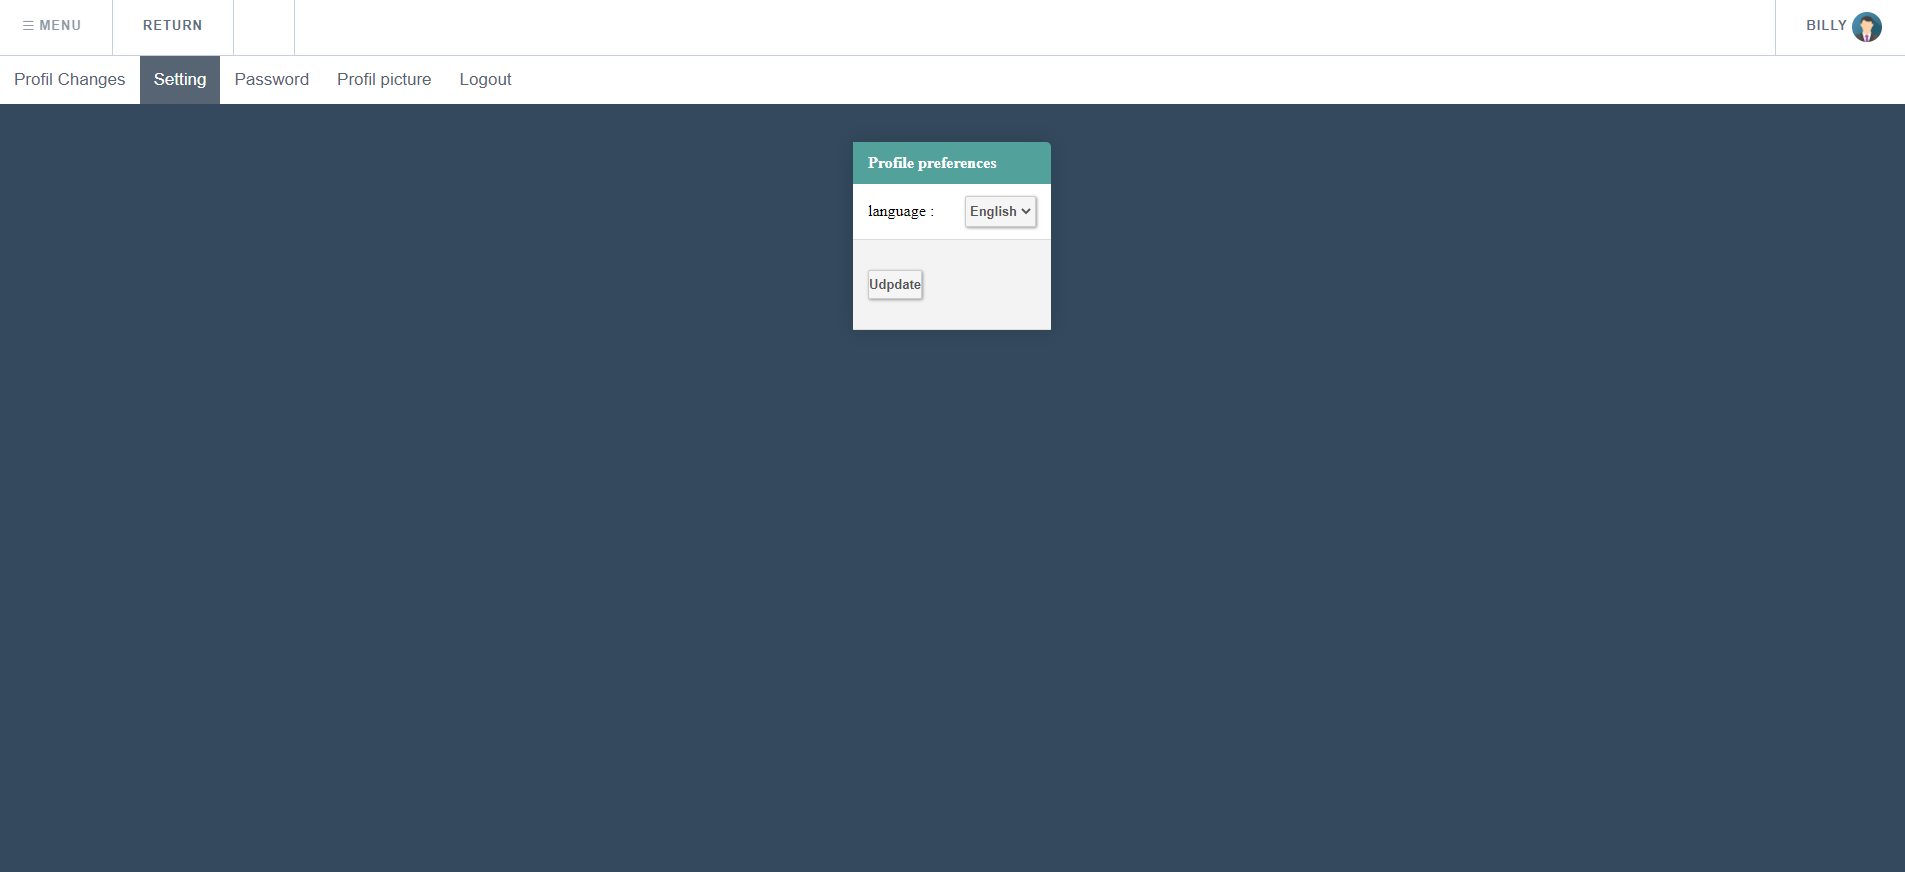 ☰ MENU RETURN BILLY
Profil Changes Setting Password Profil picture Logout
Profile preferences
language : English
Udpdate